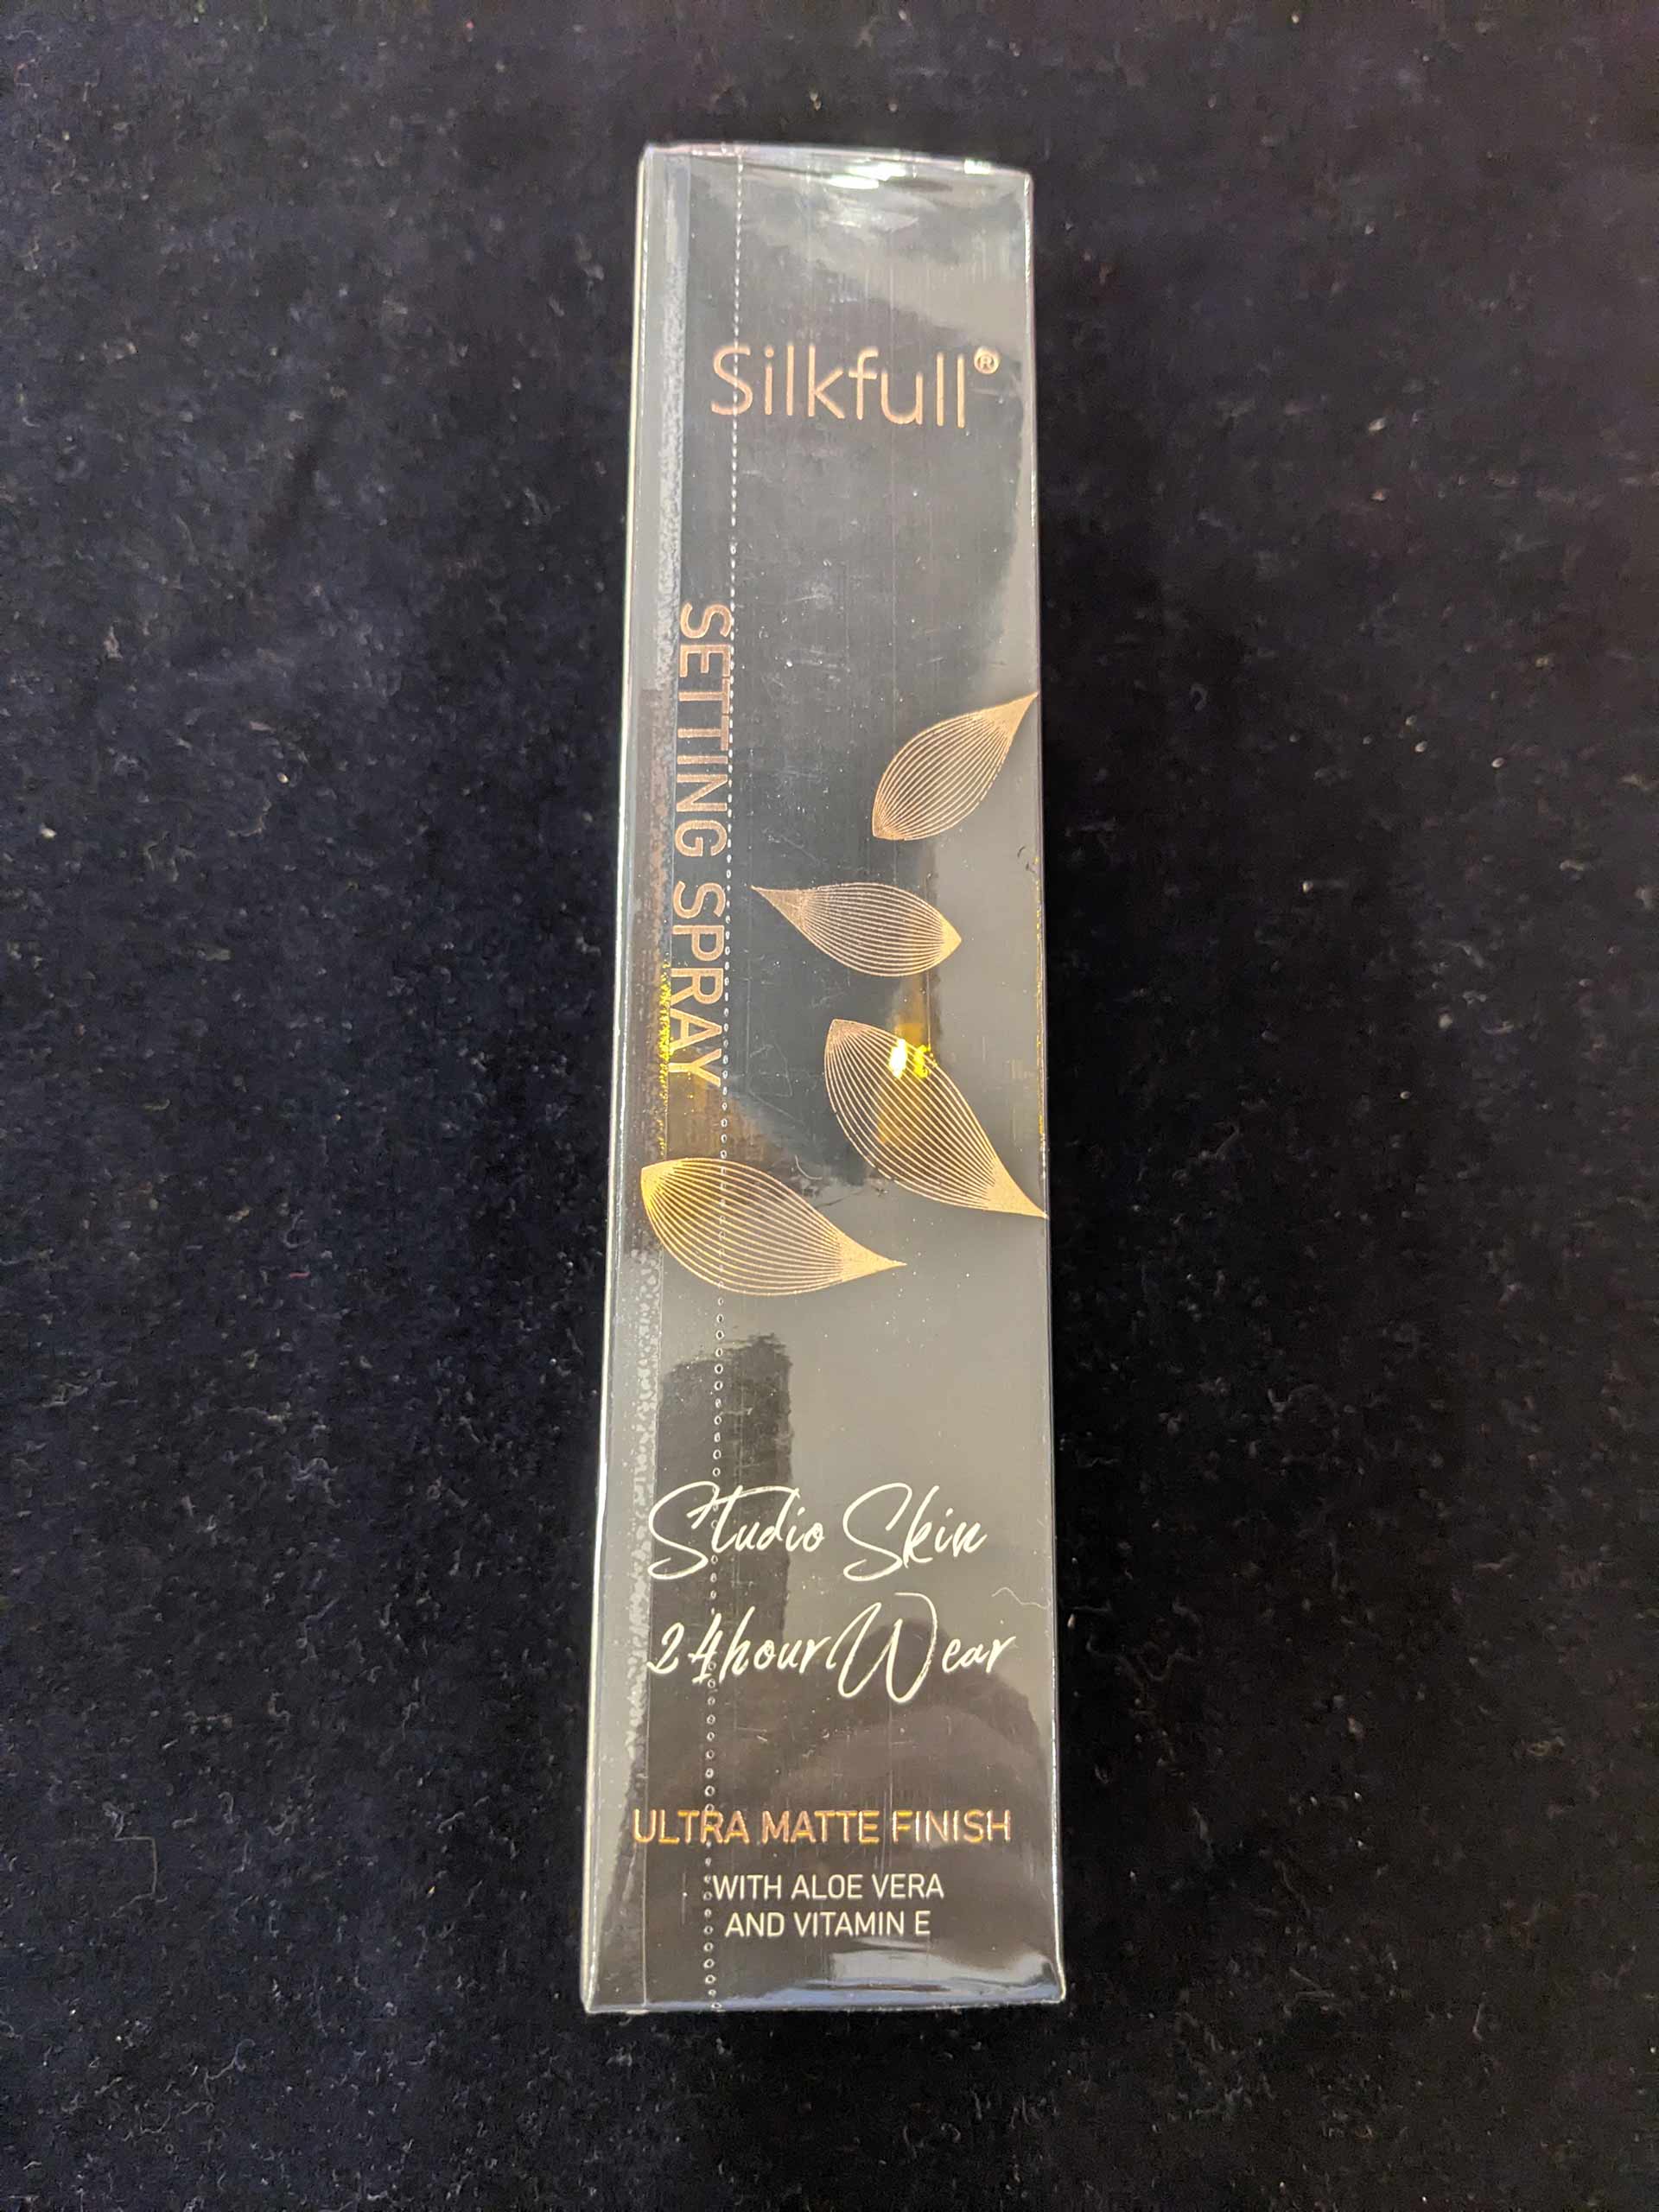 Silkfull®
SETTING SPRAY
Studio Skin
24hour Wear
ULTRA MATTE FINISH
WITH ALOE VERA
AND VITAMIN E